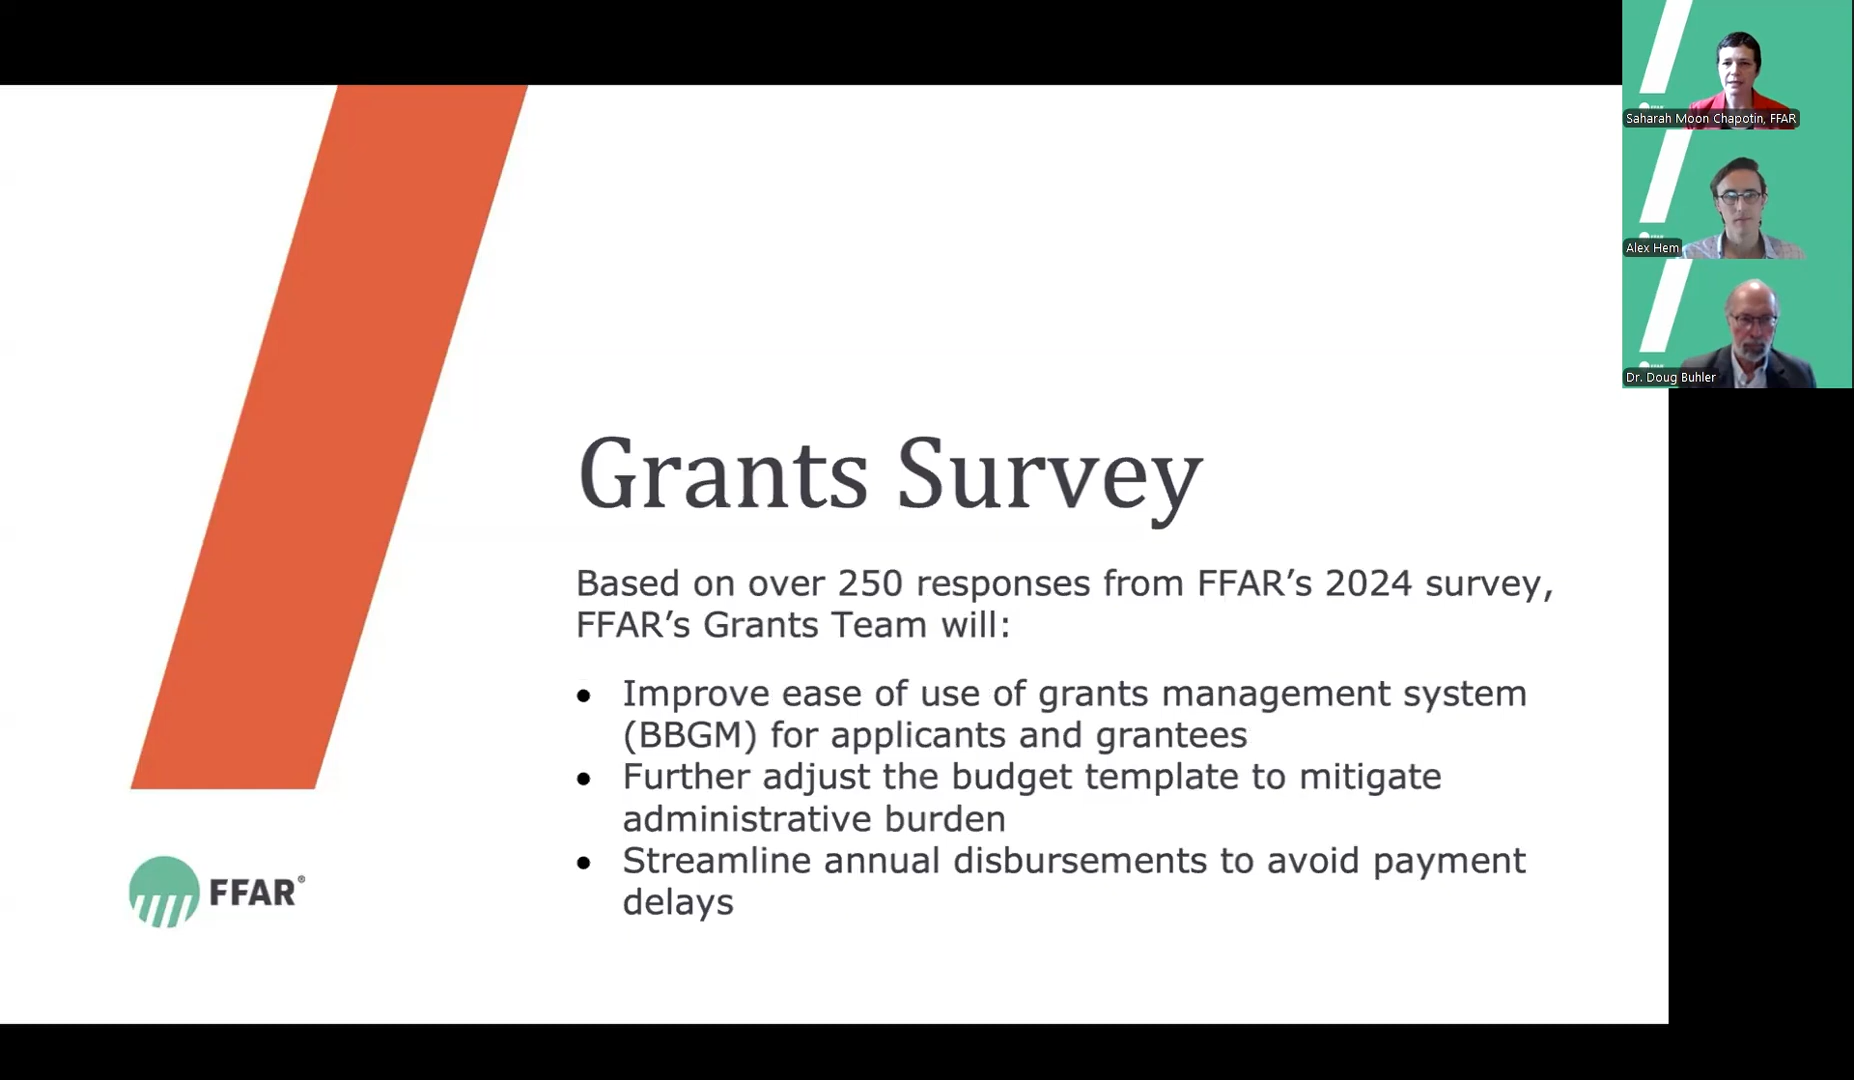 Saharah Moon Chapotin, FFAR
Alex Hem
Dr. Doug Buhler
Grants Survey
Based on over 250 responses from FFAR’s 2024 survey,
FFAR’s Grants Team will:
• Improve ease of use of grants management system
(BBGM) for applicants and grantees
• Further adjust the budget template to mitigate
administrative burden
• Streamline annual disbursements to avoid payment
delays
FFAR®